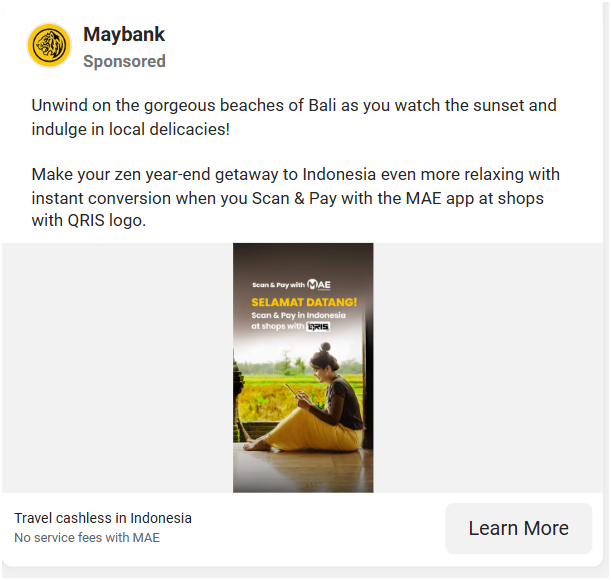 Maybank
Sponsored
Unwind on the gorgeous beaches of Bali as you watch the sunset and
indulge in local delicacies!
Make your zen year-end getaway to Indonesia even more relaxing with
instant conversion when you Scan & Pay with the MAE app at shops
with QRIS logo.
Scan & Pay with MAE
SELAMAT DATANG!
Scan & Pay in Indonesia
at shops with QRIS
Travel cashless in Indonesia
No service fees with MAE
Learn More